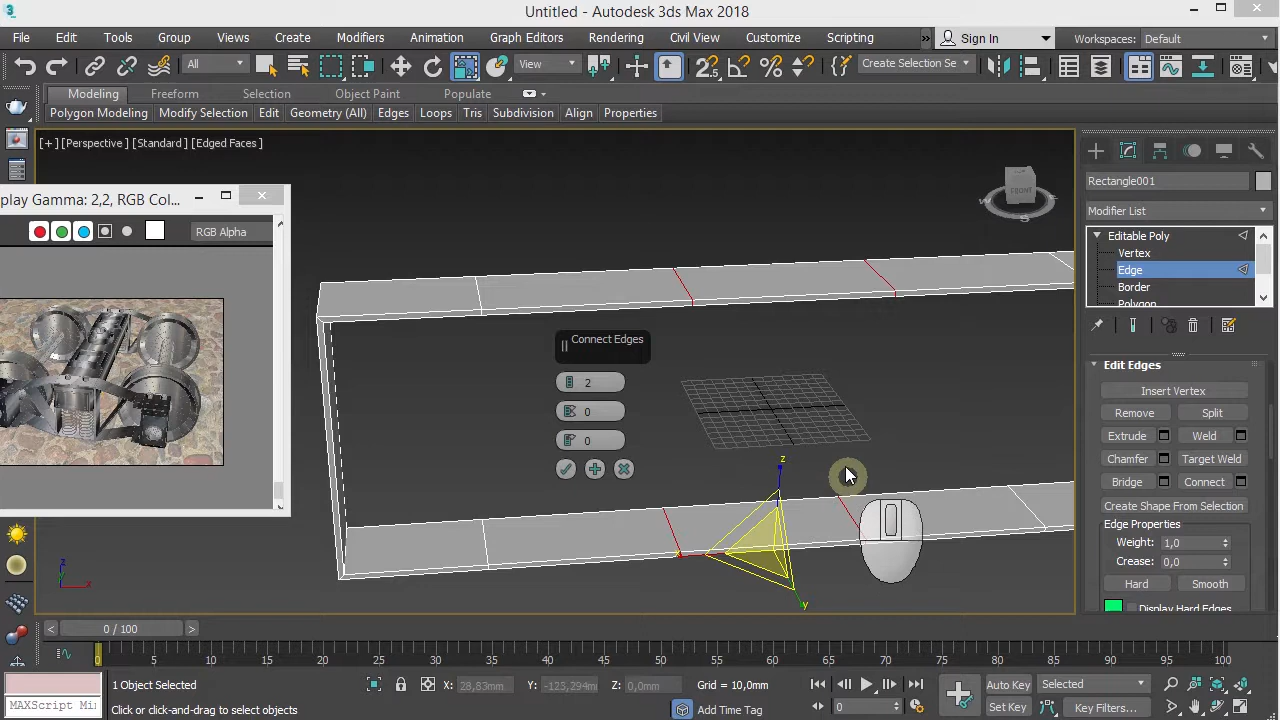 Untitled - Autodesk 3ds Max 2018
File Edit Tools Group Views Create Modifiers Animation Graph Editors Rendering Civil View Customize Scripting » Sign In Workspaces: Default
All View Create Selection Se
Modeling Freeform Selection Object Paint Populate
Polygon Modeling Modify Selection Edit Geometry (All) Edges Loops Tris Subdivision Align Properties
[+] [Perspective] [Standard] [Edged Faces]
FRONT
W S
Rectangle001
Modifier List
Editable Poly
Vertex
Edge
Border
Polygon
play Gamma: 2,2, RGB Col...
RGB Alpha
Connect Edges
2
0
0
z
x
y
z
x
y
Edit Edges
Insert Vertex
Remove Split
Extrude Weld
Chamfer Target Weld
Bridge Connect
Create Shape From Selection
Edge Properties
Weight: 1,0
Crease: 0,0
Hard Smooth
Display Hard Edges
< 0 / 100 >
0 5 10 15 20 25 30 35 40 45 50 55 60 65 70 75 80 85 90 95 100
1 Object Selected X: 28,83mm Y: -123,294m Z: 0,0mm Grid = 10,0mm Auto Key Selected
MAXScript Mi Click or click-and-drag to select objects Add Time Tag 0 Set Key Key Filters...